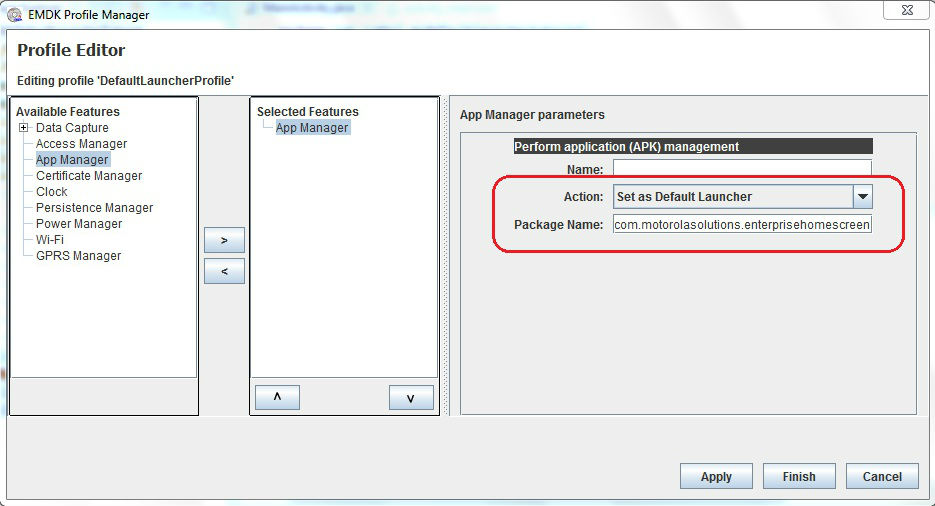 EMDK Profile Manager
Profile Editor
Editing profile 'DefaultLauncherProfile'
Available Features
Data Capture
Access Manager
App Manager
Certificate Manager
Clock
Persistence Manager
Power Manager
Wi-Fi
GPRS Manager
>
<
Selected Features
App Manager
˄
˅
App Manager parameters
Perform application (APK) management
Name:
Action: Set as Default Launcher
Package Name: com.motorolasolutions.enterprisehomescreen
Apply Finish Cancel